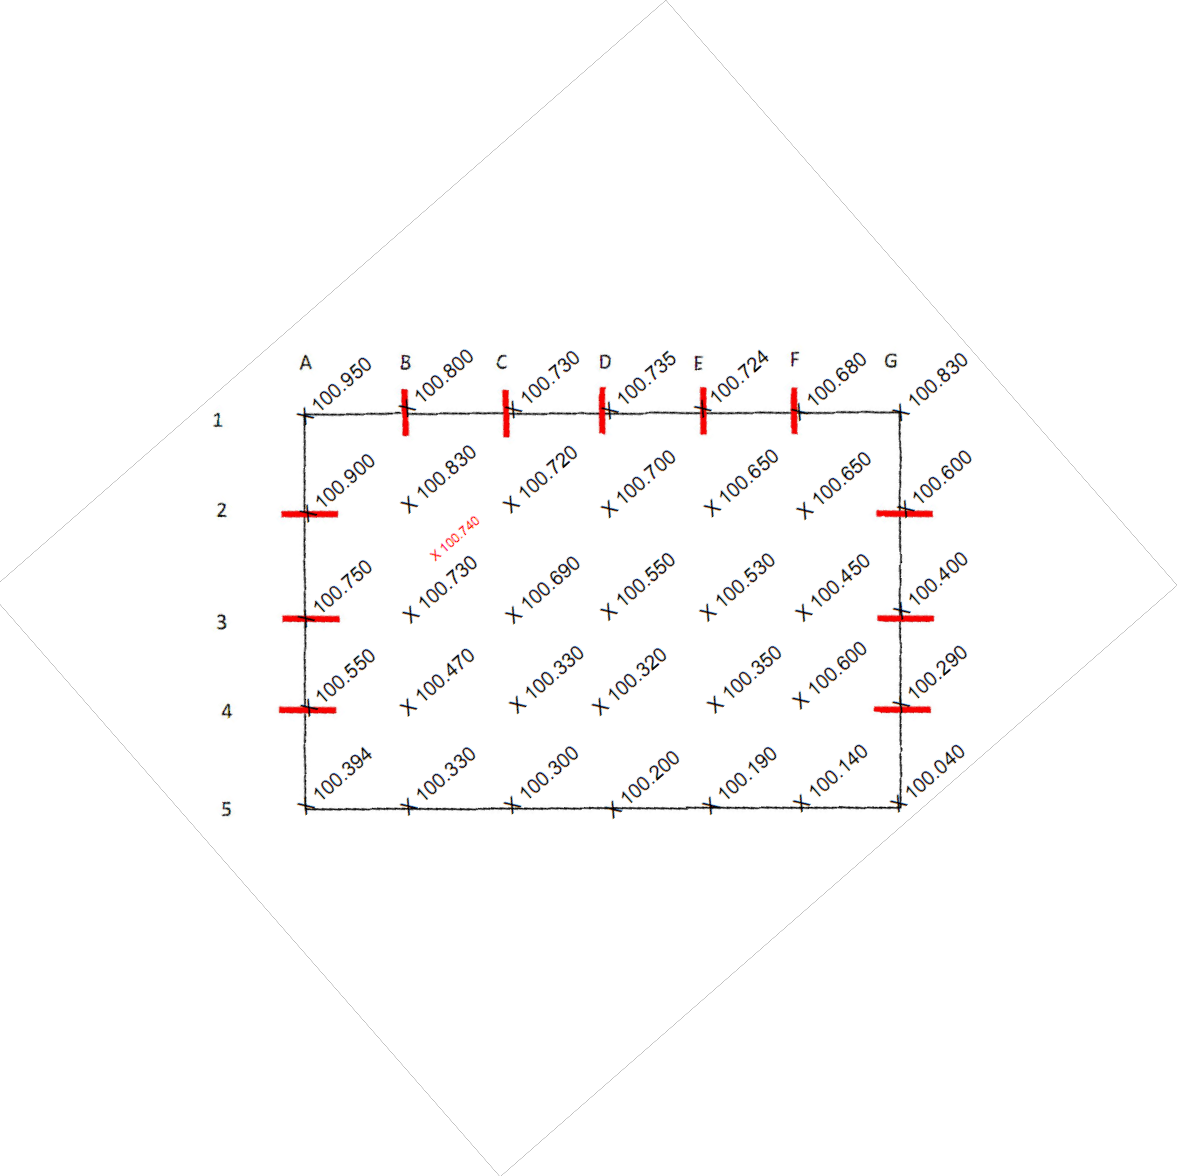 A B C D E F G
1 100.950 100.800 100.730 100.735 100.724 100.680 100.830
2 100.900 X 100.830 X 100.720 X 100.700 X 100.650 X 100.650 100.600
X 100.740
3 100.750 X 100.730 X 100.690 X 100.550 X 100.530 X 100.450 100.400
4 100.550 X 100.470 X 100.330 X 100.320 X 100.350 X 100.600 100.290
5 100.394 100.330 100.300 100.200 100.190 100.140 100.040